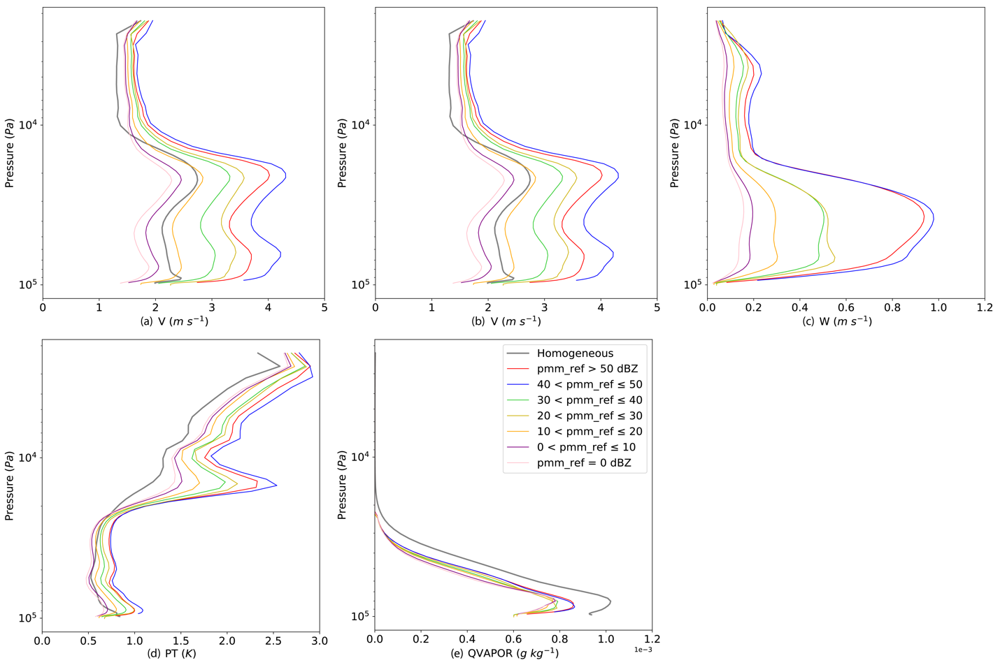 Pressure (Pa)
10⁴
10⁵
0 1 2 3 4 5
(a) V (m s⁻¹)
Pressure (Pa)
10⁴
10⁵
0 1 2 3 4 5
(b) V (m s⁻¹)
Pressure (Pa)
10⁴
10⁵
0.0 0.2 0.4 0.6 0.8 1.0 1.2
(c) W (m s⁻¹)
Pressure (Pa)
10⁴
10⁵
0.0 0.5 1.0 1.5 2.0 2.5 3.0
(d) PT (K)
Pressure (Pa)
10⁴
10⁵
Homogeneous
pmm_ref > 50 dBZ
40 < pmm_ref ≤ 50
30 < pmm_ref ≤ 40
20 < pmm_ref ≤ 30
10 < pmm_ref ≤ 20
0 < pmm_ref ≤ 10
pmm_ref = 0 dBZ
0.0 0.2 0.4 0.6 0.8 1.0 1.2
1e−3
(e) QVAPOR (g kg⁻¹)